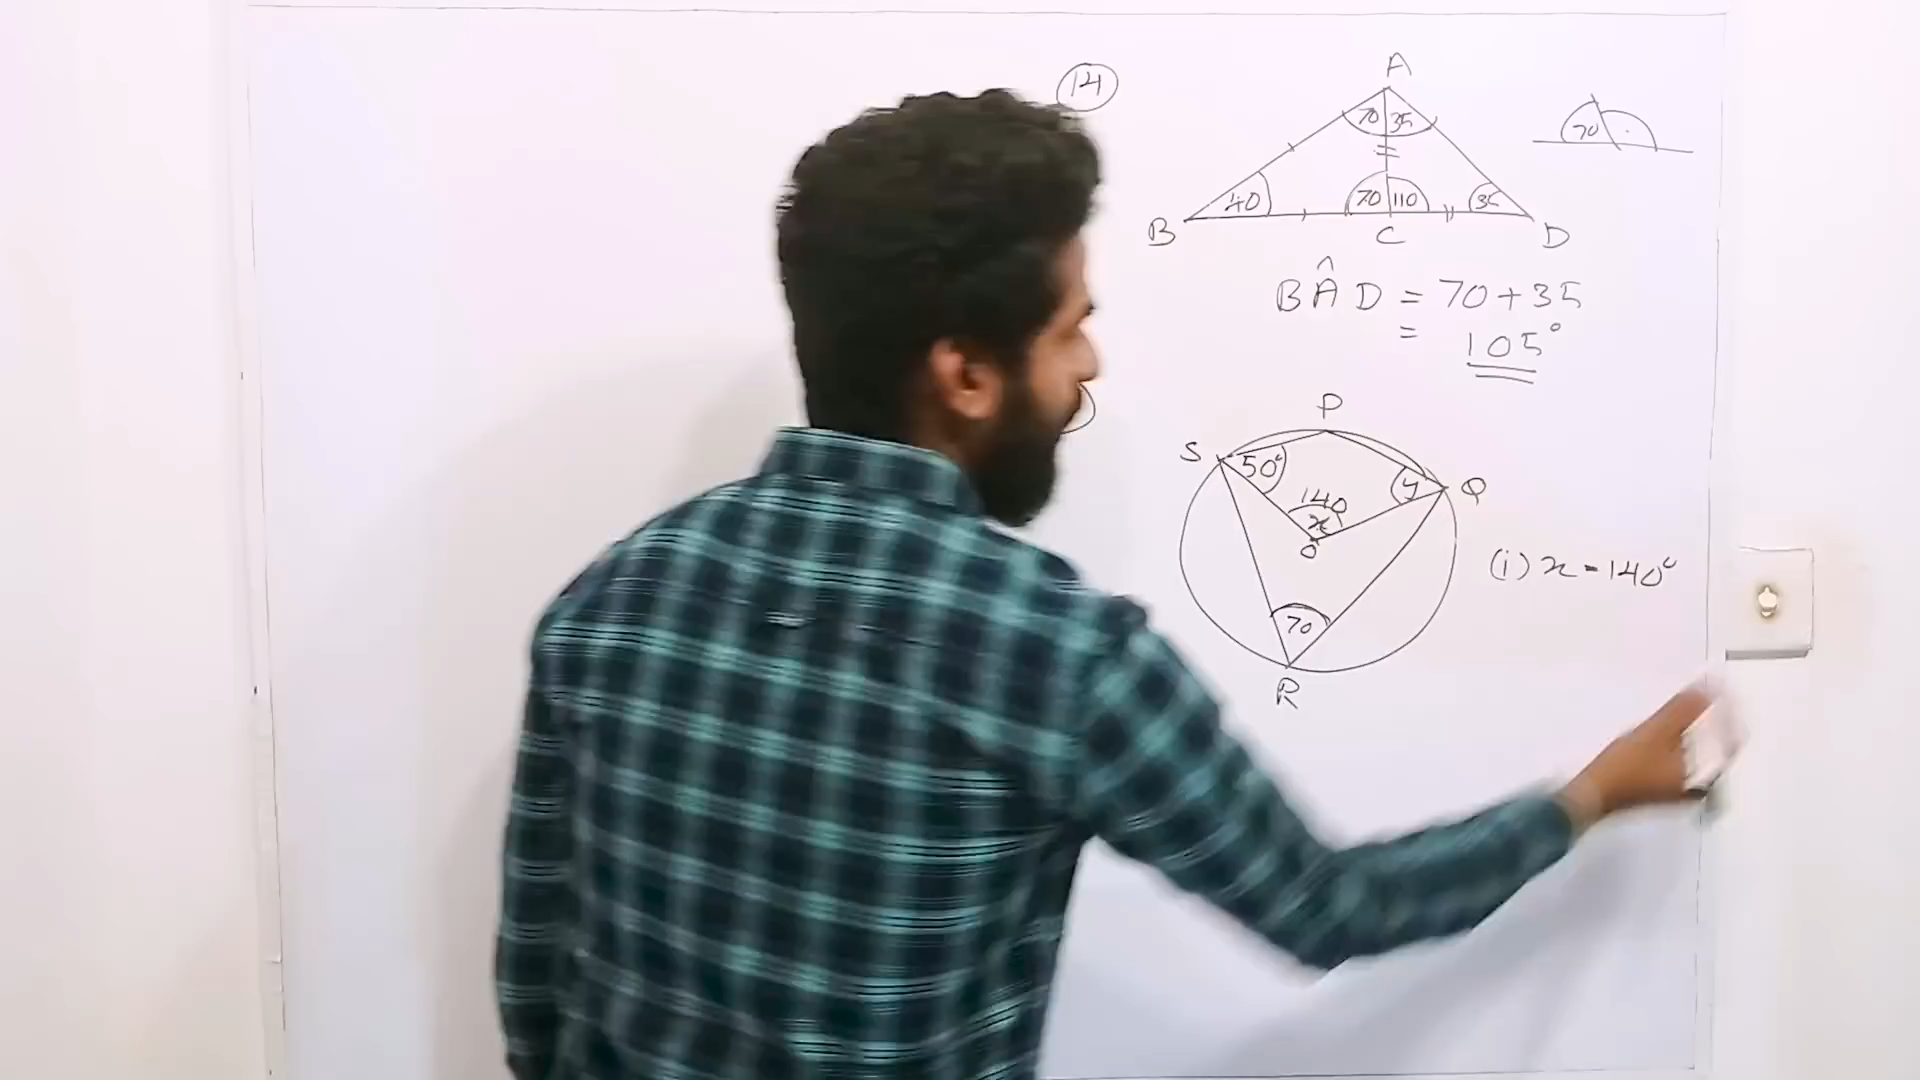 14
A
70 35
70
40 70 110 35
B C D
BÂD = 70 + 35
= 105°
P
S 50° y Q
140
x
O
(i) x = 140°
70
R